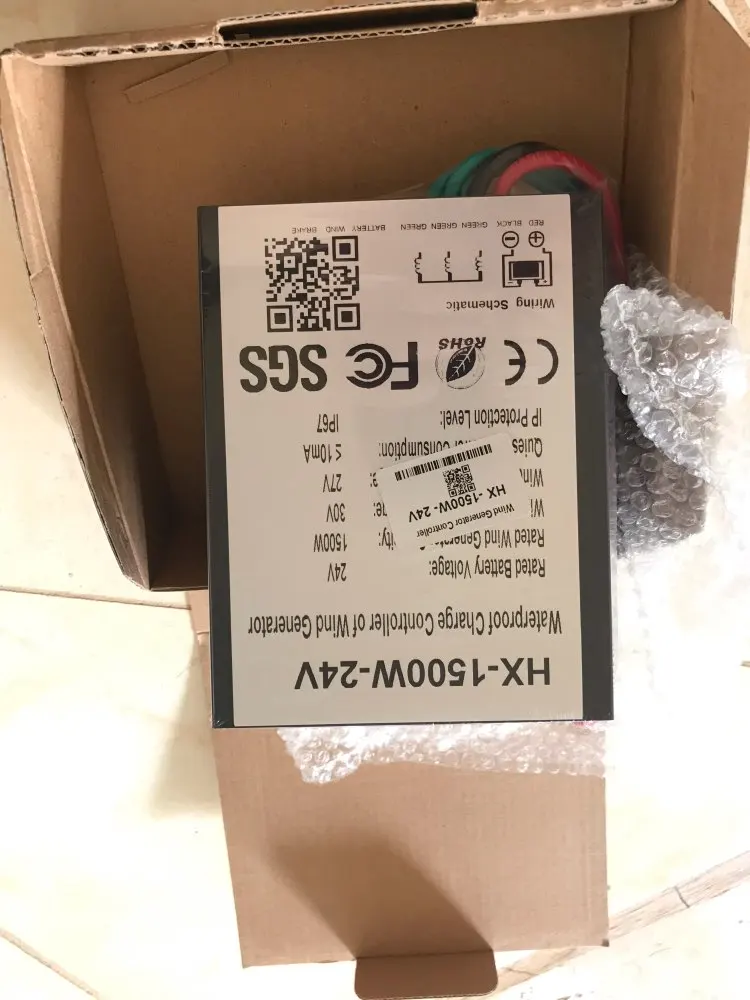 HX-1500W-24V
Waterproof Charge Controller of Wind Generator
Rated Battery Voltage: 24V
Rated Wind 1500W
30V
27V
≤ 10mA
IP Protection Level: IP67
Wind Generator Controller
HX -1500W- 24V
CE RoHS FC SGS
Wiring Schematic
RED BLACK GREEN GREEN GREEN BATTERY WIND BRAKE